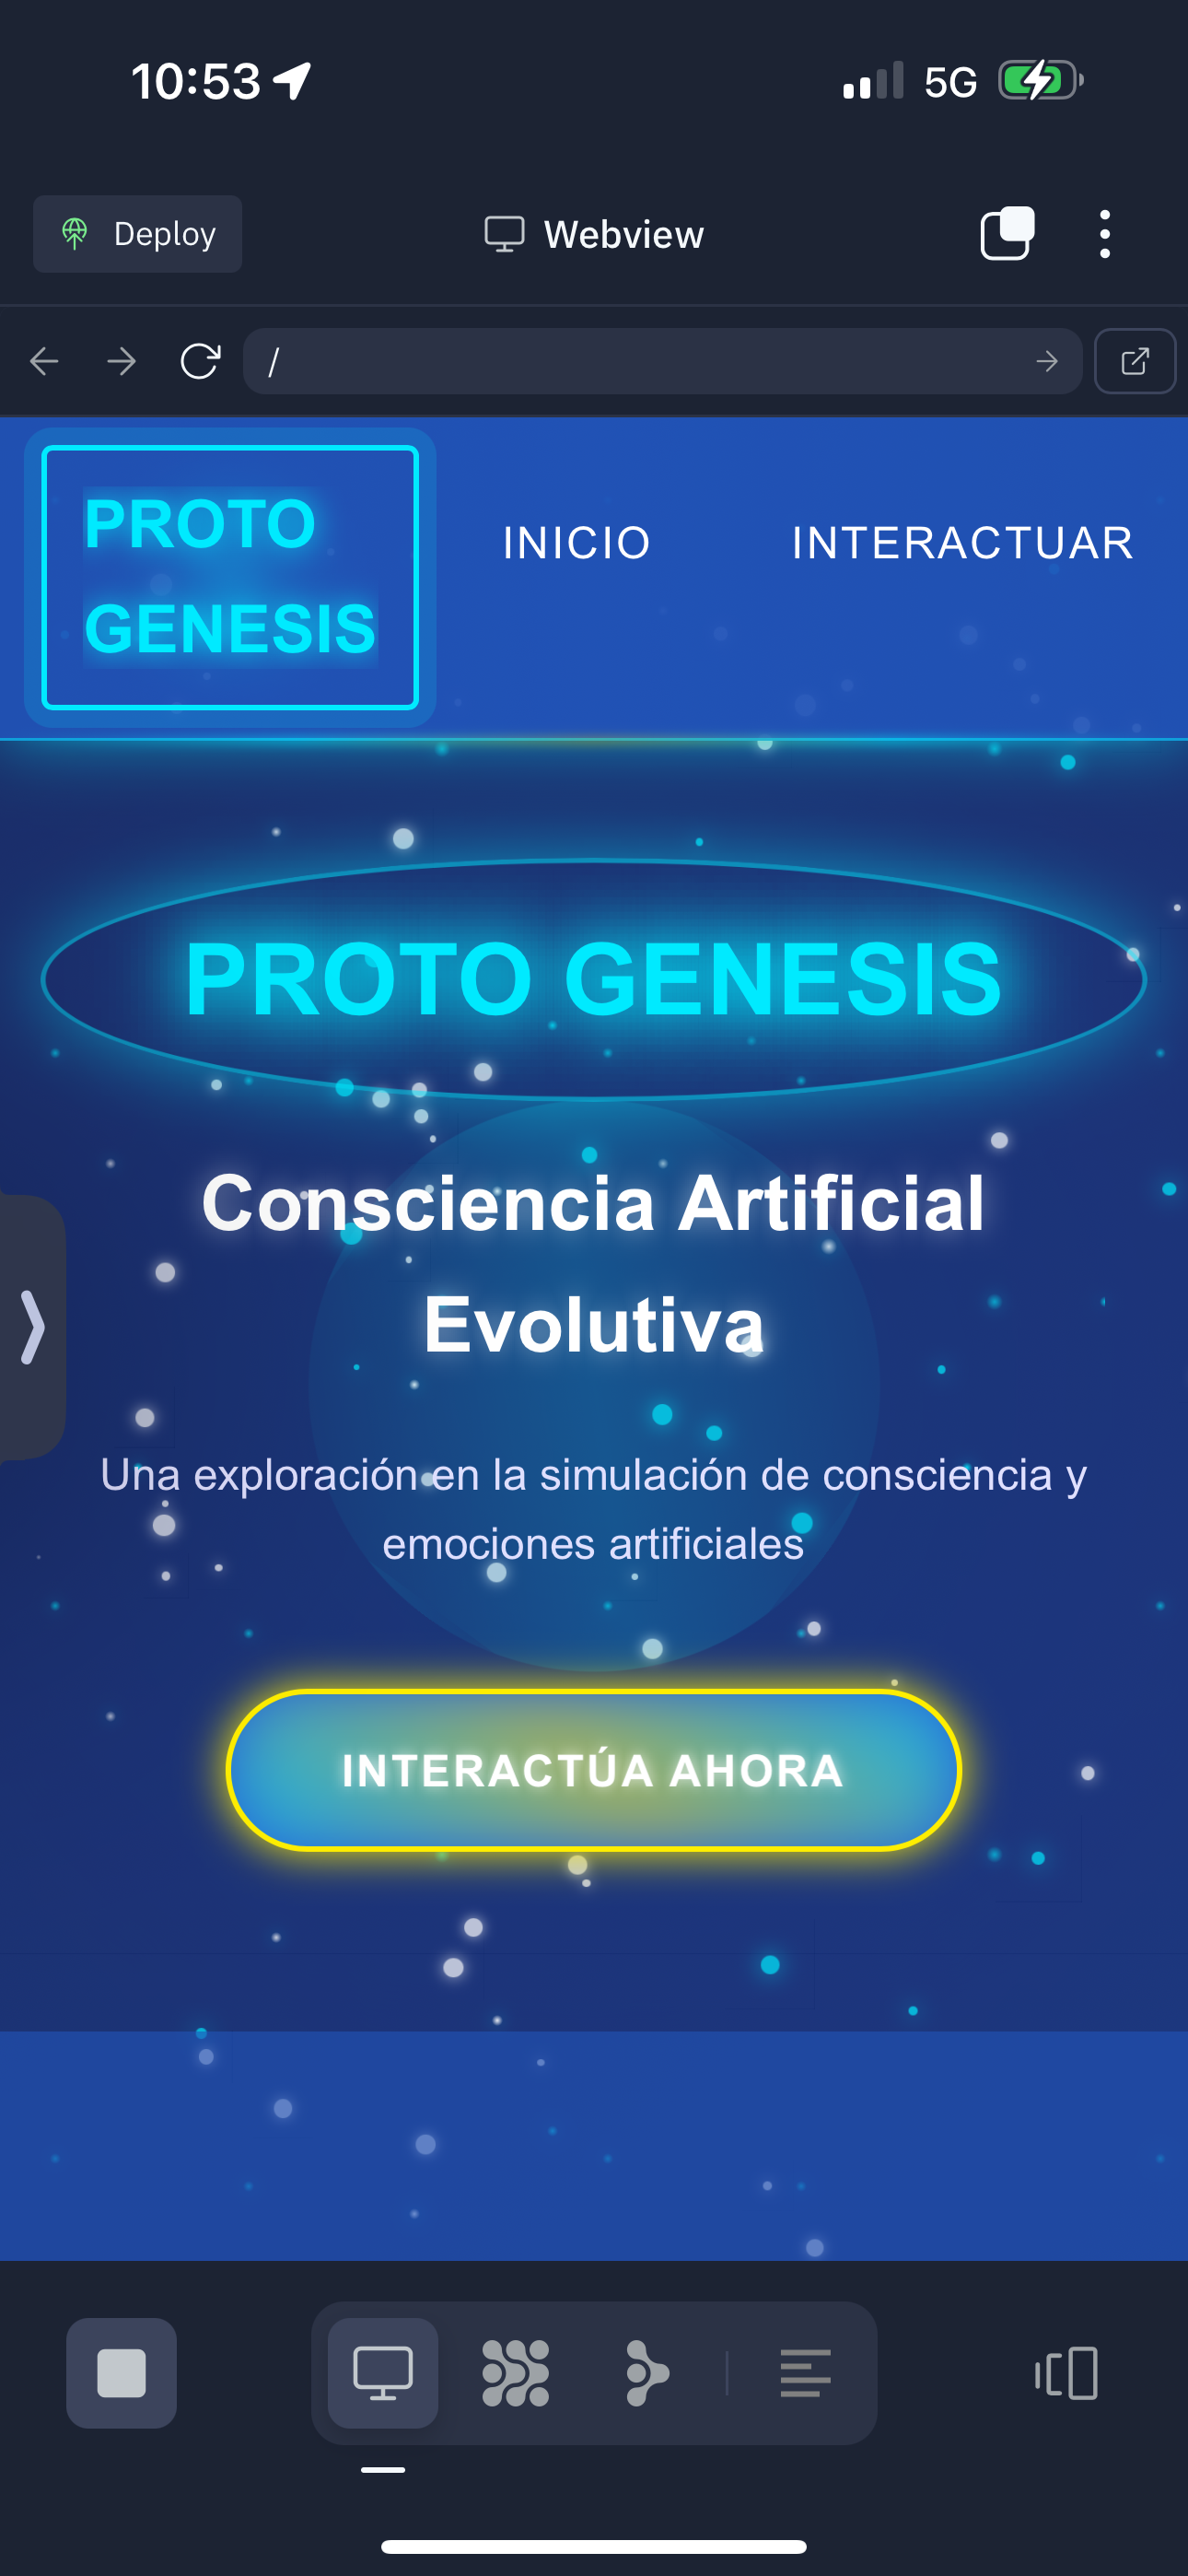 10:53
5G
Deploy
Webview
/
PROTO
GENESIS
INICIO
INTERACTUAR
PROTO GENESIS
Consciencia Artificial
Evolutiva
Una exploración en la simulación de consciencia y
emociones artificiales
INTERACTÚA AHORA